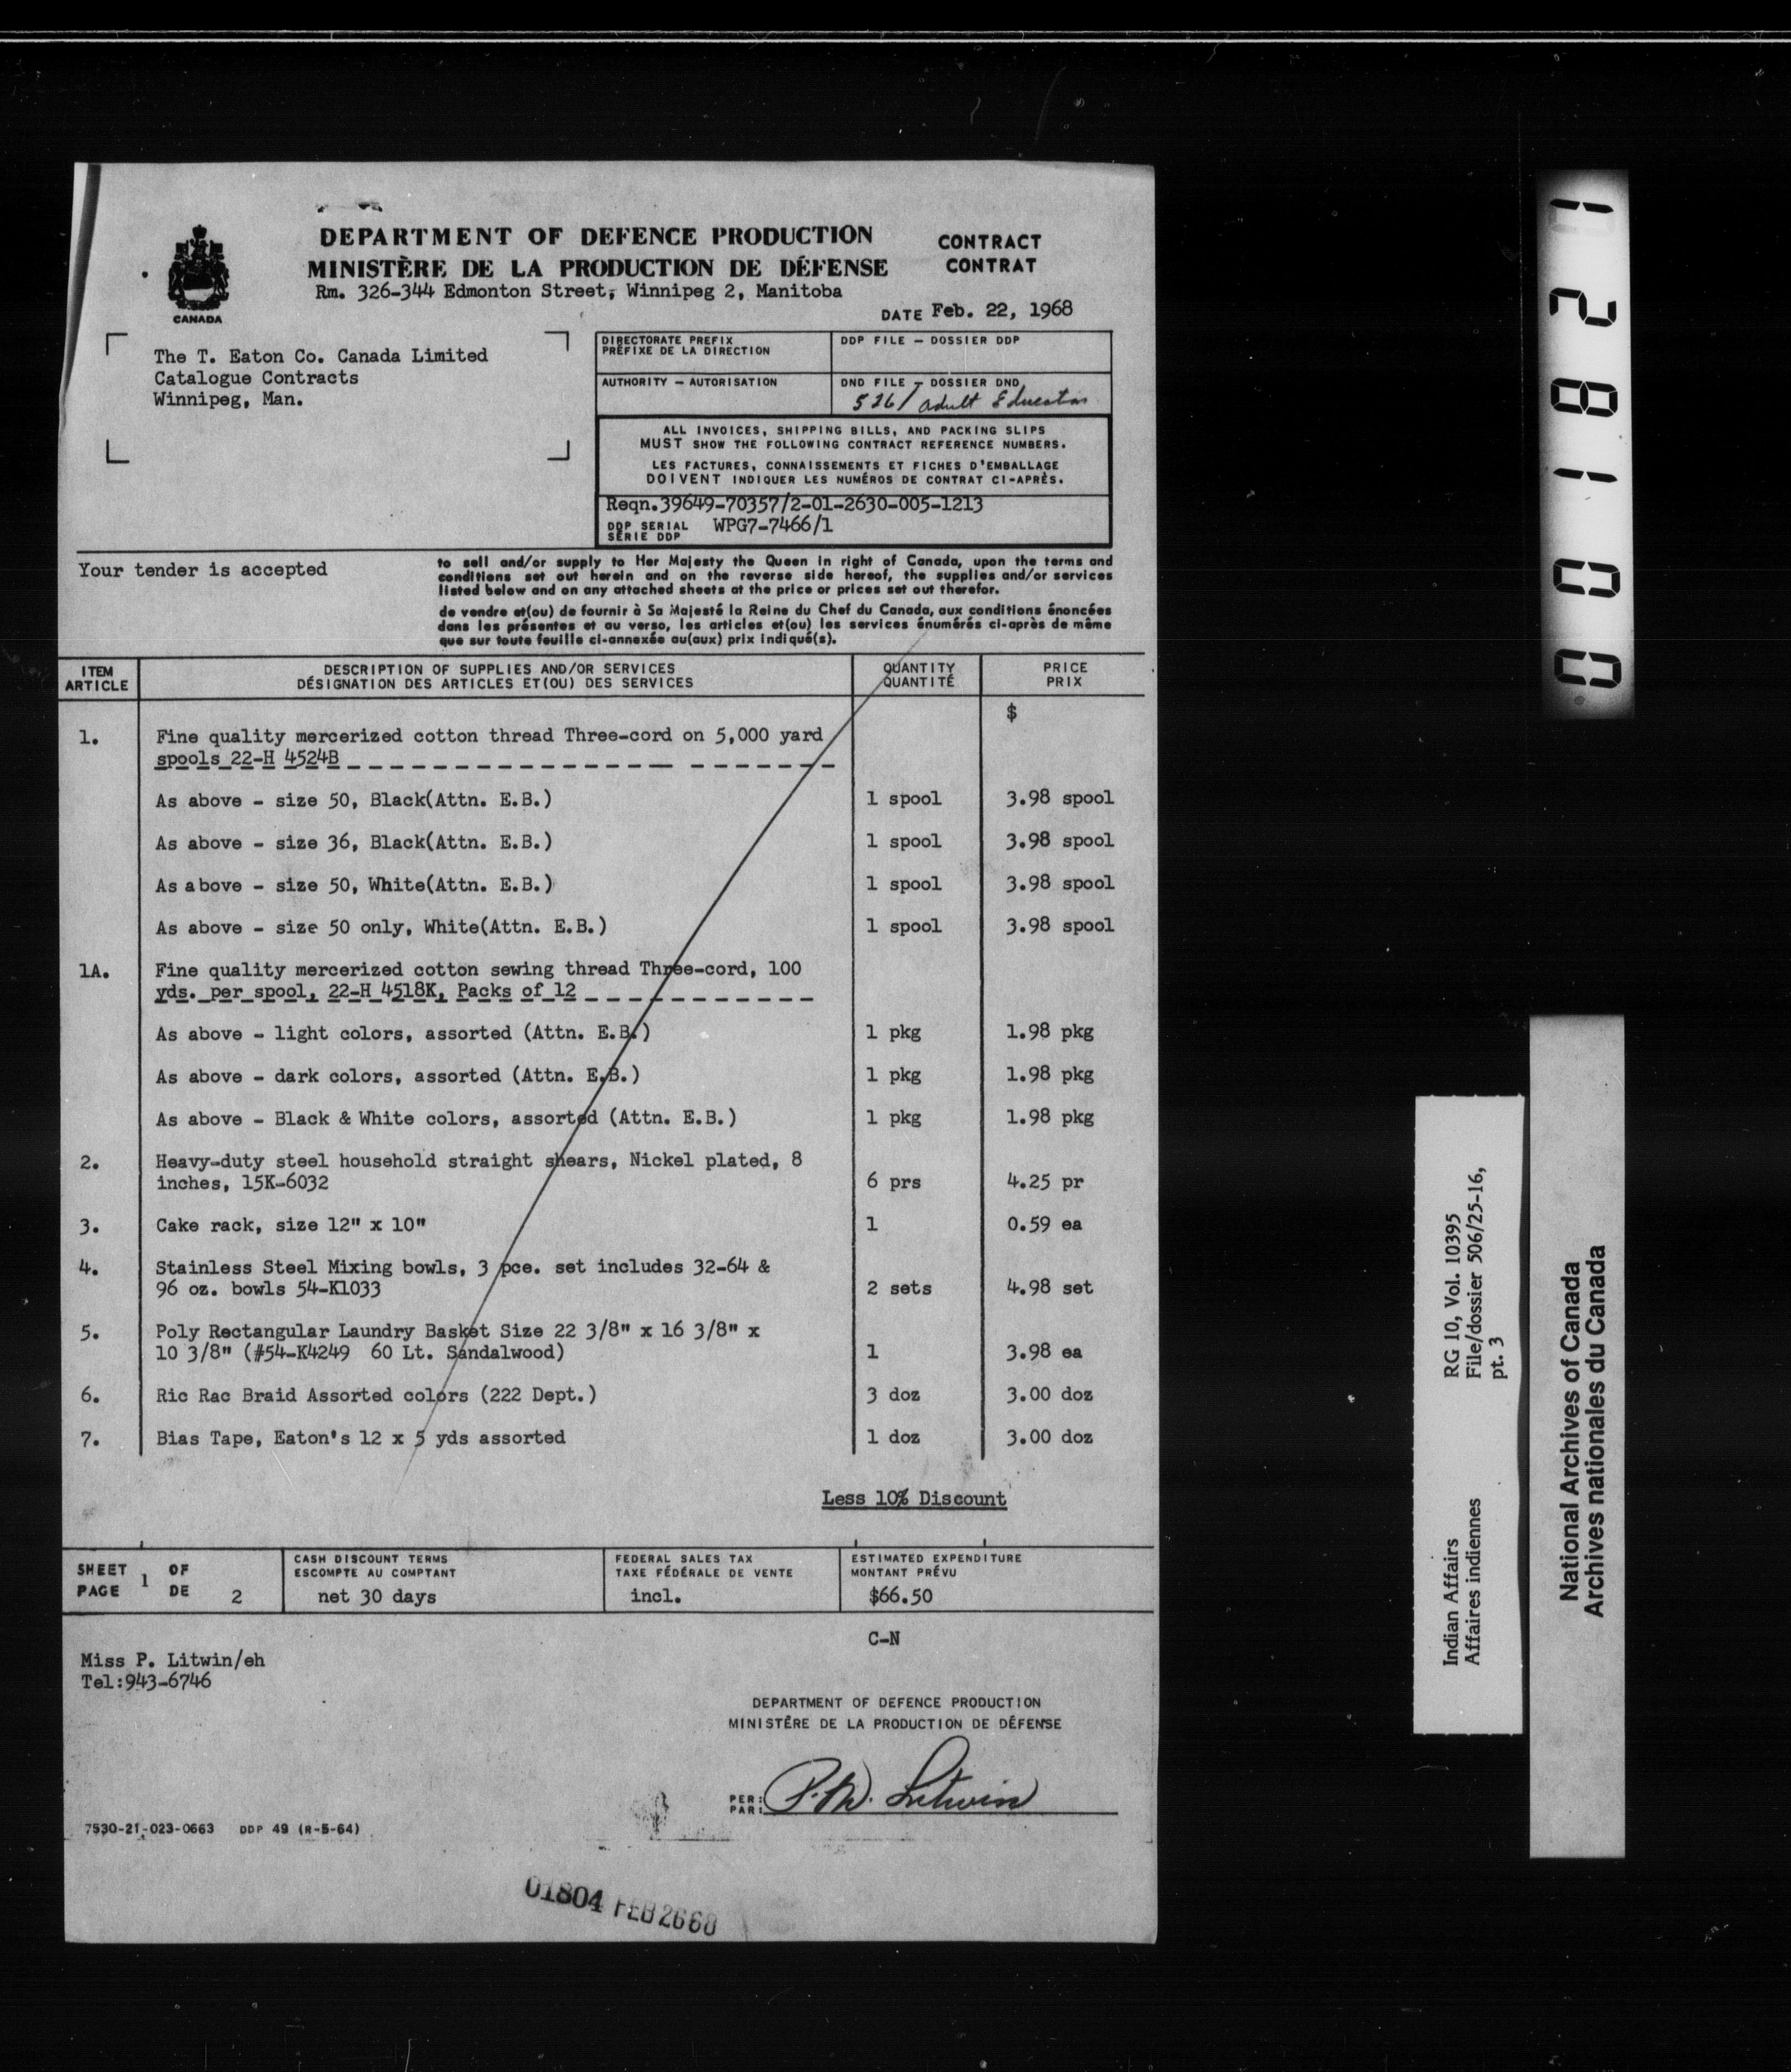 DEPARTMENT OF DEFENCE PRODUCTION
MINISTÈRE DE LA PRODUCTION DE DÉFENSE
Rm. 326-344 Edmonton Street, Winnipeg 2, Manitoba
CONTRACT
CONTRAT
CANADA
DATE Feb. 22, 1968
The T. Eaton Co. Canada Limited
Catalogue Contracts
Winnipeg, Man.
DIRECTORATE PREFIX
PRÉFIXE DE LA DIRECTION
DDP FILE — DOSSIER DDP
AUTHORITY — AUTORISATION
DND FILE — DOSSIER DND
526/ adult Education
ALL INVOICES, SHIPPING BILLS, AND PACKING SLIPS
MUST SHOW THE FOLLOWING CONTRACT REFERENCE NUMBERS.
LES FACTURES, CONNAISSEMENTS ET FICHES D'EMBALLAGE
DOIVENT INDIQUER LES NUMÉROS DE CONTRAT CI-APRÈS.
Reqn.39649-70357/2-01-2630-005-1213
DDP SERIAL WPG7-7466/1
SÉRIE DDP
Your tender is accepted
to sell and/or supply to Her Majesty the Queen in right of Canada, upon the terms and
conditions set out herein and on the reverse side hereof, the supplies and/or services
listed below and on any attached sheets at the price or prices set out therefor.
de vendre et(ou) de fournir à Sa Majesté la Reine du Chef du Canada, aux conditions énoncées
dans les présentes et au verso, les articles et(ou) les services énumérés ci-après de même
que sur toute feuille ci-annexée au(aux) prix indiqué(s).
ITEM DESCRIPTION OF SUPPLIES AND/OR SERVICES QUANTITY PRICE
ARTICLE DÉSIGNATION DES ARTICLES ET(OU) DES SERVICES QUANTITÉ PRIX
$
1. Fine quality mercerized cotton thread Three-cord on 5,000 yard
spools 22-H 4524B
As above - size 50, Black(Attn. E.B.) 1 spool 3.98 spool
As above - size 36, Black(Attn. E.B.) 1 spool 3.98 spool
As above - size 50, White(Attn. E.B.) 1 spool 3.98 spool
As above - size 50 only, White(Attn. E.B.) 1 spool 3.98 spool
1A. Fine quality mercerized cotton sewing thread Three-cord, 100
yds. per spool, 22-H 4518K, Packs of 12
As above - light colors, assorted (Attn. E.B.) 1 pkg 1.98 pkg
As above - dark colors, assorted (Attn. E.B.) 1 pkg 1.98 pkg
As above - Black & White colors, assorted (Attn. E.B.) 1 pkg 1.98 pkg
2. Heavy-duty steel household straight shears, Nickel plated, 8
inches, 15K-6032 6 prs 4.25 pr
3. Cake rack, size 12" x 10" 1 0.59 ea
4. Stainless Steel Mixing bowls, 3 pce. set includes 32-64 &
96 oz. bowls 54-K1033 2 sets 4.98 set
5. Poly Rectangular Laundry Basket Size 22 3/8" x 16 3/8" x
10 3/8" (#54-K4249 60 Lt. Sandalwood) 1 3.98 ea
6. Ric Rac Braid Assorted colors (222 Dept.) 3 doz 3.00 doz
7. Bias Tape, Eaton's 12 x 5 yds assorted 1 doz 3.00 doz
Less 10% Discount
SHEET 1 OF
PAGE DE 2
CASH DISCOUNT TERMS
ESCOMPTE AU COMPTANT
net 30 days
FEDERAL SALES TAX
TAXE FÉDÉRALE DE VENTE
incl.
ESTIMATED EXPENDITURE
MONTANT PRÉVU
$66.50
C-N
Miss P. Litwin/eh
Tel:943-6746
DEPARTMENT OF DEFENCE PRODUCTION
MINISTÈRE DE LA PRODUCTION DE DÉFENSE
PER: P.M. Litwin
PAR:
7530-21-023-0663 DDP 49 (R-5-64)
01804 FEB 26 68
001821
RG 10, Vol. 10395
File/dossier 506/25-16,
pt. 3
Indian Affairs
Affaires indiennes
National Archives of Canada
Archives nationales du Canada